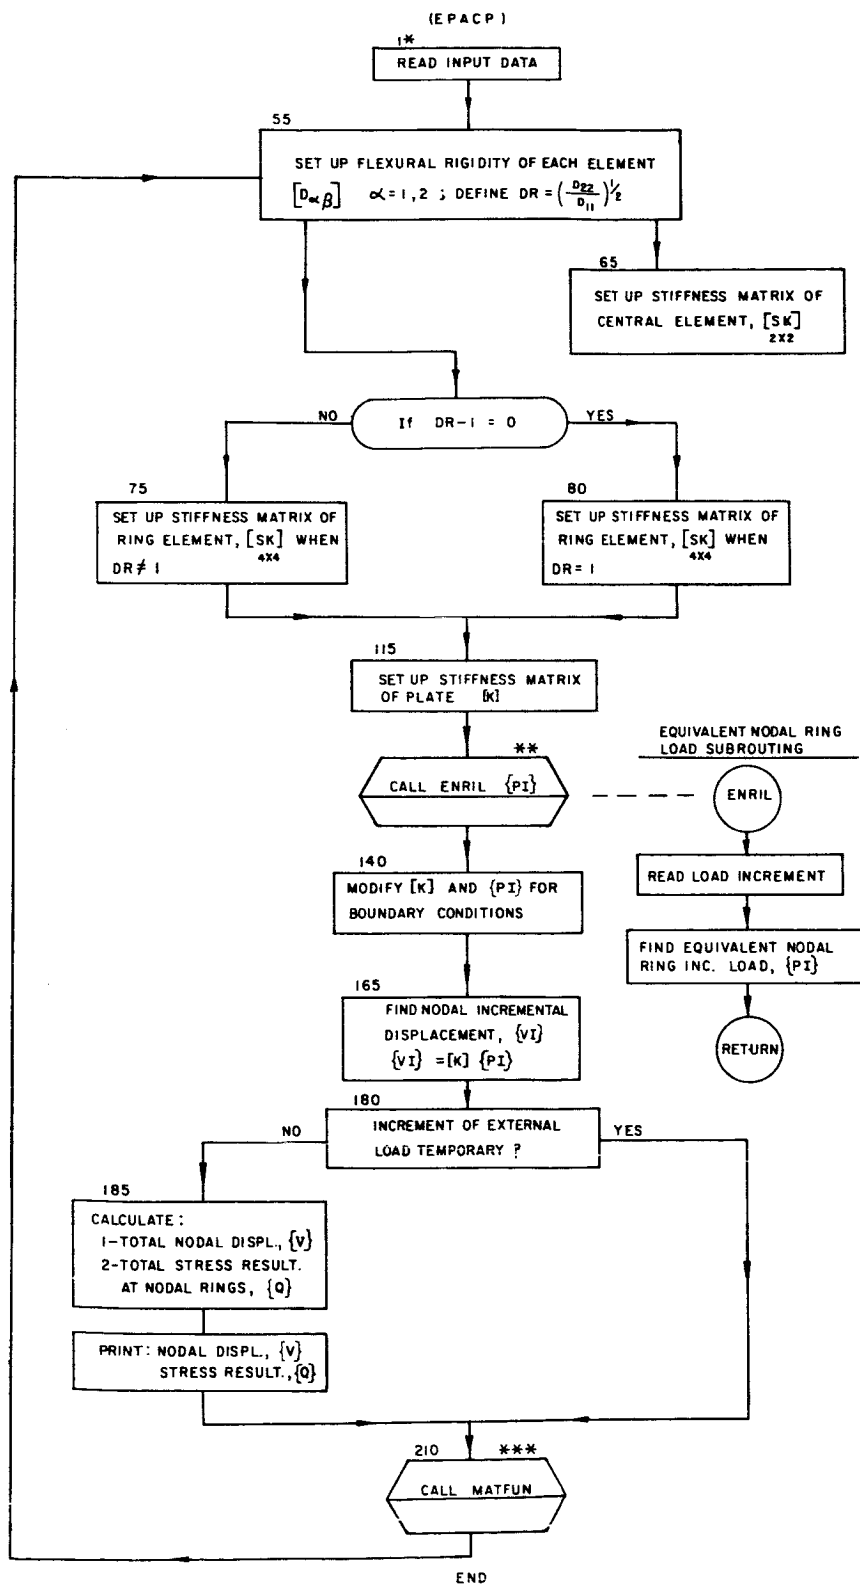 (EPACP)
1*
READ INPUT DATA
55
SET UP FLEXURAL RIGIDITY OF EACH ELEMENT
[Dαβ] α=1,2 ; DEFINE DR=(D22/D11)^1/2
65
SET UP STIFFNESS MATRIX OF
CENTRAL ELEMENT, [SK]
2X2
NO
If DR-1 = 0
YES
75
SET UP STIFFNESS MATRIX OF
RING ELEMENT, [SK] WHEN
4X4
DR≠ 1
80
SET UP STIFFNESS MATRIX OF
RING ELEMENT, [SK] WHEN
4X4
DR= 1
115
SET UP STIFFNESS MATRIX
OF PLATE [K]
**
CALL ENRIL {PI}
EQUIVALENT NODAL RING
LOAD SUBROUTING
ENRIL
READ LOAD INCREMENT
FIND EQUIVALENT NODAL
RING INC. LOAD, {PI}
RETURN
140
MODIFY [K] AND {PI} FOR
BOUNDARY CONDITIONS
165
FIND NODAL INCREMENTAL
DISPLACEMENT, {VI}
{VI} =[K] {PI}
180
NO
INCREMENT OF EXTERNAL
LOAD TEMPORARY ?
YES
185
CALCULATE:
1-TOTAL NODAL DISPL., {V}
2-TOTAL STRESS RESULT.
AT NODAL RINGS, {Q}
PRINT: NODAL DISPL., {V}
STRESS RESULT., {Q}
210
***
CALL MATFUN
END